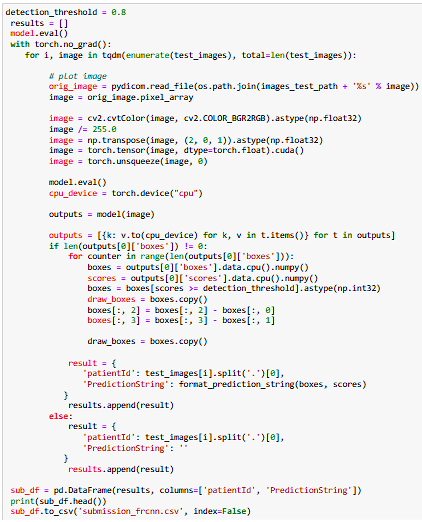 detection_threshold = 0.8
results = []
model.eval()
with torch.no_grad():
for i, image in tqdm(enumerate(test_images), total=len(test_images)):
# pLot image
orig_image = pydicom.read_file(os.path.join(images_test_path + '%s' % image))
image = orig_image.pixel_array
image = cv2.cvtColor(image, cv2.COLOR_BGR2RGB).astype(np.float32)
image /= 255.0
image = np.transpose(image, (2, 0, 1)).astype(np.float32)
image = torch.tensor(image, dtype=torch.float).cuda()
image = torch.unsqueeze(image, 0)
model.eval()
cpu_device = torch.device("cpu")
outputs = model(image)
outputs = [{k: v.to(cpu_device) for k, v in t.items()} for t in outputs]
if len(outputs[0]['boxes']) != 0:
for counter in range(len(outputs[0]['boxes'])):
boxes = outputs[0]['boxes'].data.cpu().numpy()
scores = outputs[0]['scores'].data.cpu().numpy()
boxes = boxes[scores >= detection_threshold].astype(np.int32)
draw_boxes = boxes.copy()
boxes[:, 2] = boxes[:, 2] - boxes[:, 0]
boxes[:, 3] = boxes[:, 3] - boxes[:, 1]
draw_boxes = boxes.copy()
result = {
'patientId': test_images[i].split('.')[0],
'PredictionString': format_prediction_string(boxes, scores)
}
results.append(result)
else:
result = {
'patientId': test_images[i].split('.')[0],
'PredictionString': ''
}
results.append(result)
sub_df = pd.DataFrame(results, columns=['patientId', 'PredictionString'])
print(sub_df.head())
sub_df.to_csv('submission_frcnn.csv', index=False)